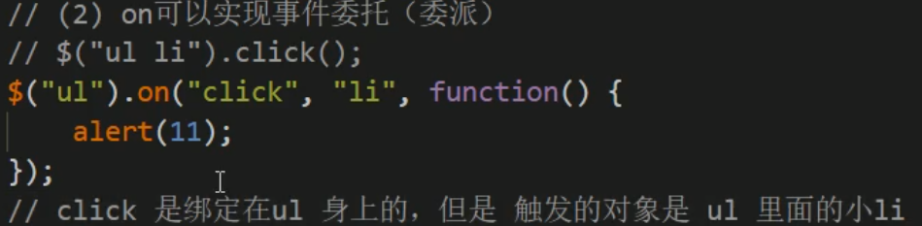 // (2) on可以实现事件委托（委派）
// $("ul li").click();
$("ul").on("click", "li", function() {
    alert(11);
});
// click 是绑定在ul 身上的，但是 触发的对象是 ul 里面的小li